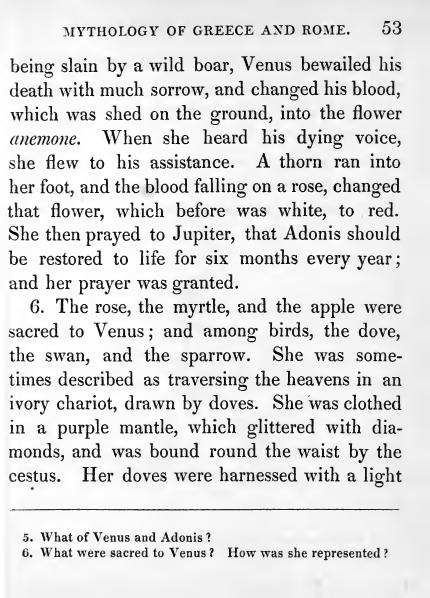 MYTHOLOGY OF GREECE AND ROME. 53
being slain by a wild boar, Venus bewailed his
death with much sorrow, and changed his blood,
which was shed on the ground, into the flower
anemone. When she heard his dying voice,
she flew to his assistance. A thorn ran into
her foot, and the blood falling on a rose, changed
that flower, which before was white, to red.
She then prayed to Jupiter, that Adonis should
be restored to life for six months every year;
and her prayer was granted.
6. The rose, the myrtle, and the apple were
sacred to Venus; and among birds, the dove,
the swan, and the sparrow. She was some-
times described as traversing the heavens in an
ivory chariot, drawn by doves. She was clothed
in a purple mantle, which glittered with dia-
monds, and was bound round the waist by the
cestus. Her doves were harnessed with a light
5. What of Venus and Adonis?
6. What were sacred to Venus? How was she represented?